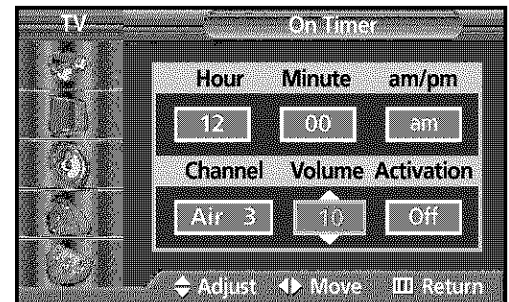 TV On Timer
Hour Minute am/pm
12 00 am
Channel Volume Activation
Air 3 10 Off
Adjust Move Return